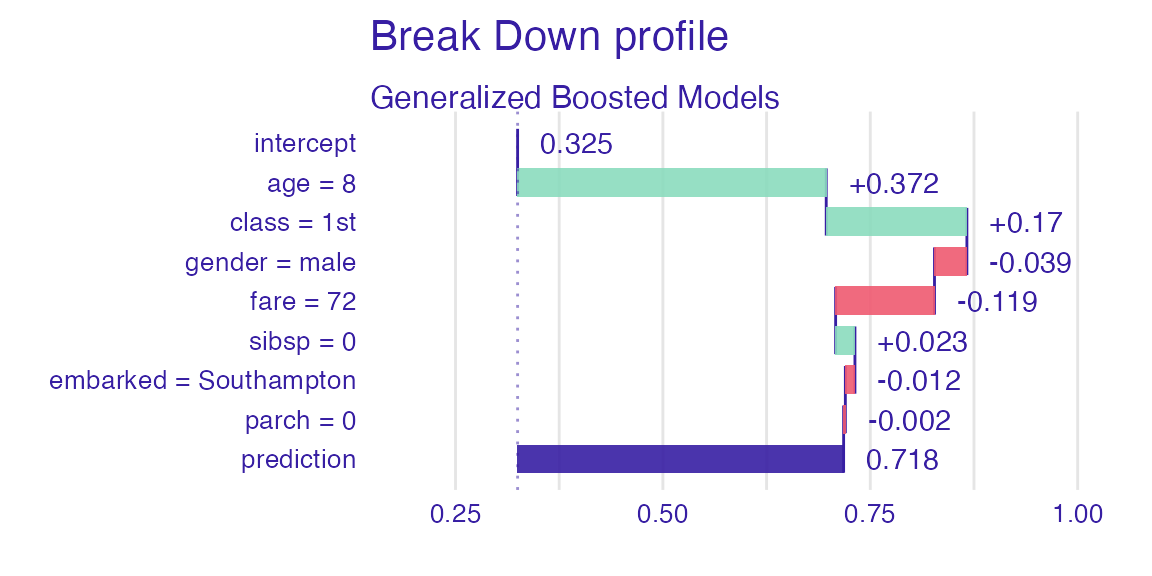 Break Down profile
Generalized Boosted Models
intercept 0.325
age = 8 +0.372
class = 1st +0.17
gender = male -0.039
fare = 72 -0.119
sibsp = 0 +0.023
embarked = Southampton -0.012
parch = 0 -0.002
prediction 0.718
0.25 0.50 0.75 1.00